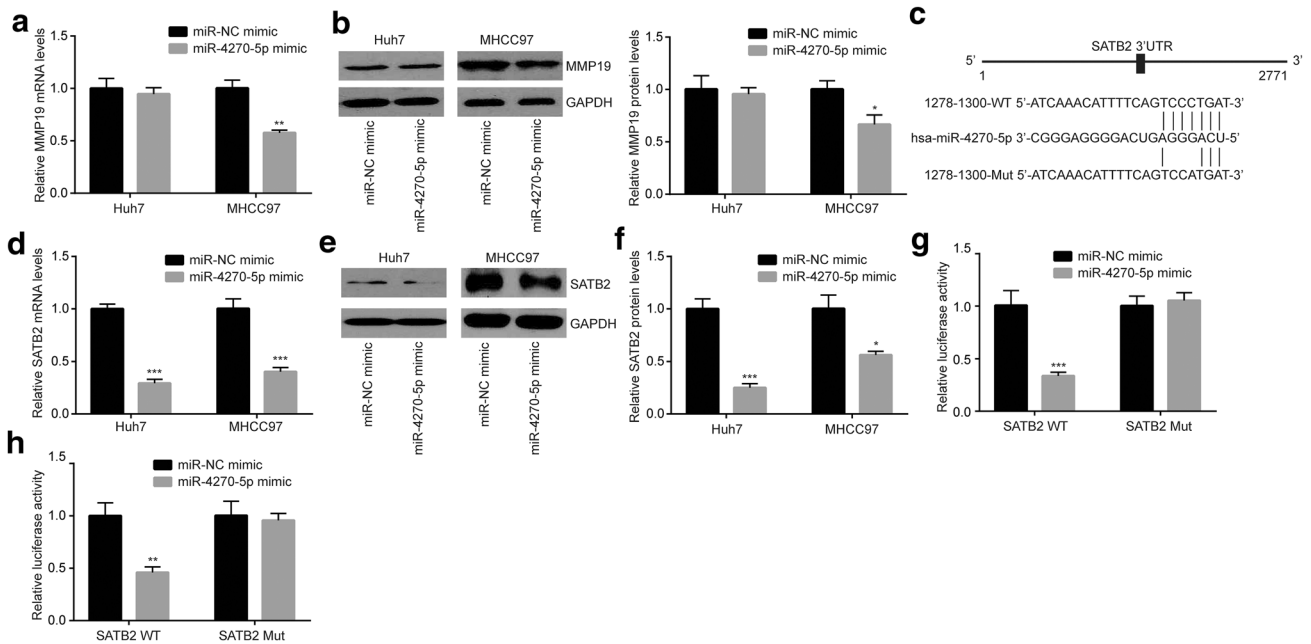 a
miR-NC mimic
miR-4270-5p mimic
Relative MMP19 mRNA levels
1.5
1.0
0.5
0.0
Huh7
MHCC97
**
b
Huh7
MHCC97
MMP19
GAPDH
miR-NC mimic
miR-4270-5p mimic
miR-NC mimic
miR-4270-5p mimic
miR-NC mimic
miR-4270-5p mimic
Relative MMP19 protein levels
1.5
1.0
0.5
0.0
*
Huh7
MHCC97
c
SATB2 3'UTR
5' 3'
1 2771
1278-1300-WT 5'-ATCAAACATTTTCAGTCCCTGAT-3'
hsa-miR-4270-5p 3'-CGGGAGGGGACUGAGGGACU-5'
1278-1300-Mut 5'-ATCAAACATTTTCAGTCCATGAT-3'
d
miR-NC mimic
miR-4270-5p mimic
Relative SATB2 mRNA levels
1.5
1.0
0.5
0.0
***
***
Huh7
MHCC97
e
Huh7
MHCC97
SATB2
GAPDH
miR-NC mimic
miR-4270-5p mimic
miR-NC mimic
miR-4270-5p mimic
f
miR-NC mimic
miR-4270-5p mimic
Relative SATB2 protein levels
1.5
1.0
0.5
0.0
***
*
Huh7
MHCC97
g
miR-NC mimic
miR-4270-5p mimic
Relative luciferase activity
1.5
1.0
0.5
0.0
***
SATB2 WT
SATB2 Mut
h
miR-NC mimic
miR-4270-5p mimic
Relative luciferase activity
1.5
1.0
0.5
0.0
**
SATB2 WT
SATB2 Mut